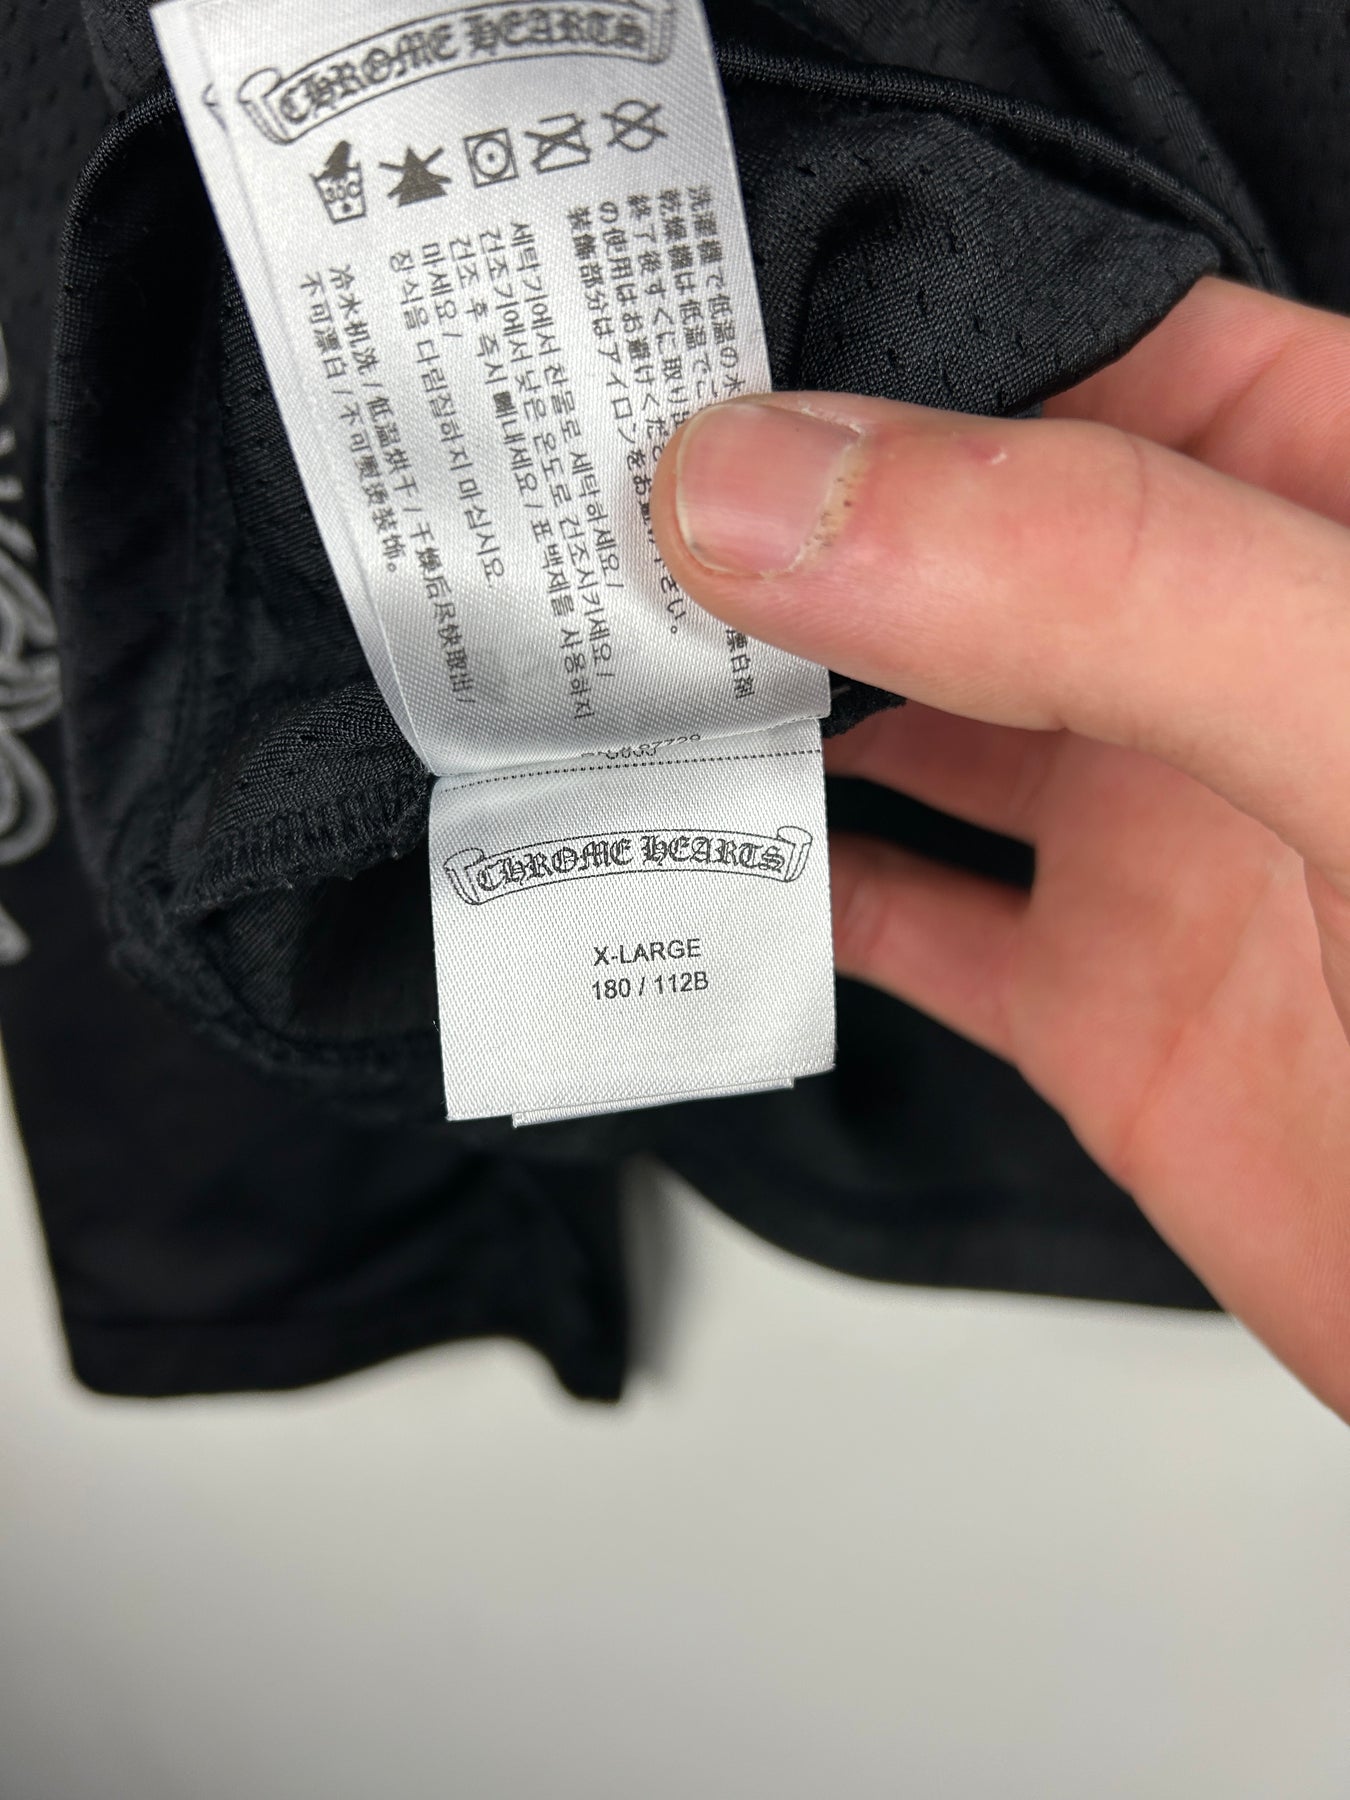 CHROME HEARTS
洗濯機で低温の水
乾燥機は低温でご
漂白剤
終了後すぐに取り
の使用はお避けくださ
装飾部分はアイロンをお
さい。
세탁기에서 찬물로 세탁하세요 /
건조기에서 낮은 온도로 건조시키세요 /
건조 후 즉시 빼내세요 / 표백제를 사용하지
마세요 /
장식을 다림질하지 마십시오.
冷水机洗 / 低温烘干 / 干燥后尽快取出 /
不可漂白 / 不可熨烫装饰。
CHROME HEARTS
X-LARGE
180 / 112B